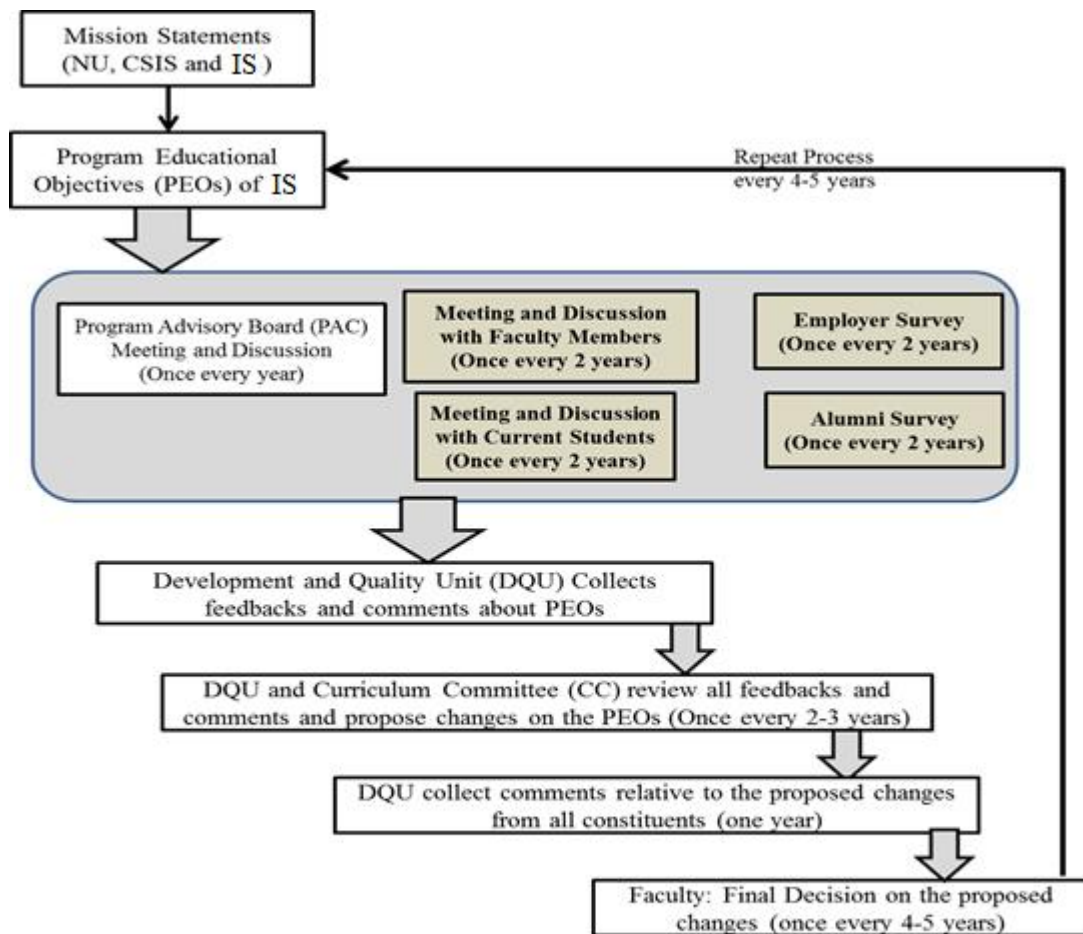 Mission Statements
(NU, CSIS and IS )
Program Educational
Objectives (PEOs) of IS
Repeat Process
every 4-5 years
Program Advisory Board (PAC)
Meeting and Discussion
(Once every year)
Meeting and Discussion
with Faculty Members
(Once every 2 years)
Employer Survey
(Once every 2 years)
Meeting and Discussion
with Current Students
(Once every 2 years)
Alumni Survey
(Once every 2 years)
Development and Quality Unit (DQU) Collects
feedbacks and comments about PEOs
DQU and Curriculum Committee (CC) review all feedbacks and
comments and propose changes on the PEOs (Once every 2-3 years)
DQU collect comments relative to the proposed changes
from all constituents (one year)
Faculty: Final Decision on the proposed
changes (once every 4-5 years)